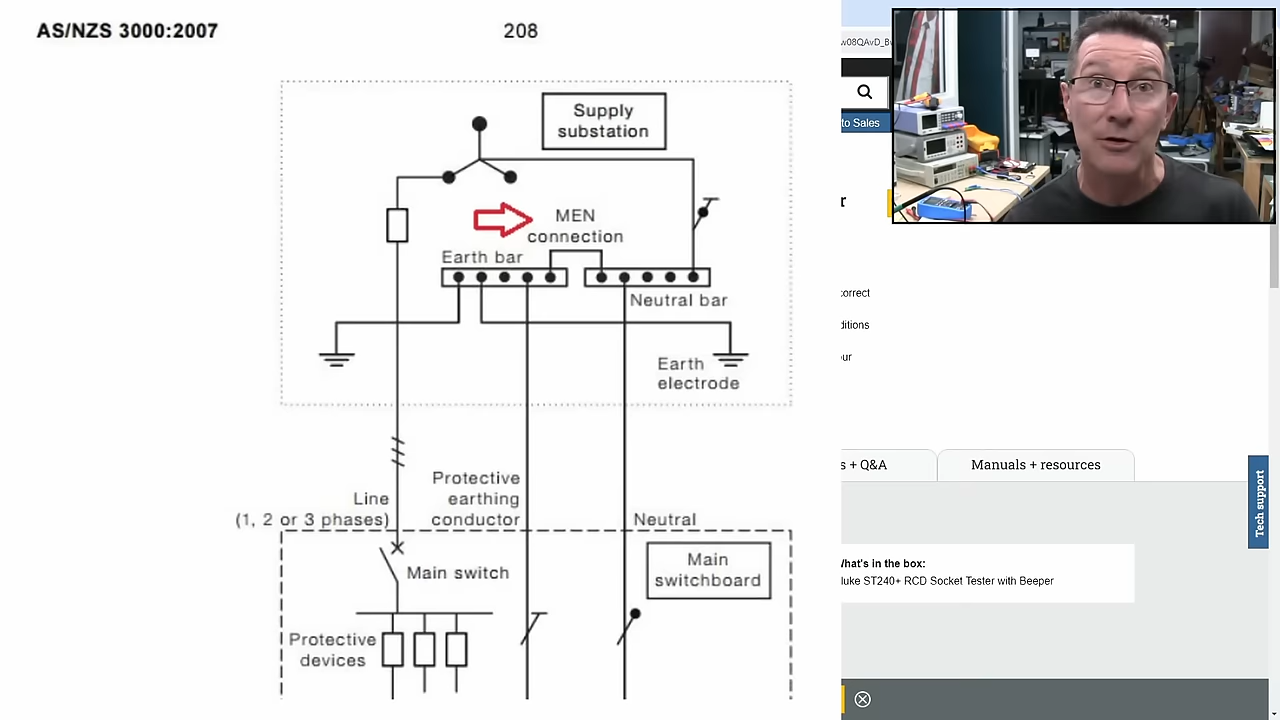 AS/NZS 3000:2007
208
Supply
substation
MEN
connection
Earth bar
Neutral bar
Earth
electrode
Protective
earthing
conductor
Line
(1, 2 or 3 phases)
Neutral
Main switch
Main
switchboard
Protective
devices
to Sales
r
orrect
ditions
ur
s + Q&A
Manuals + resources
Tech support
What's in the box:
luke ST240+ RCD Socket Tester with Beeper